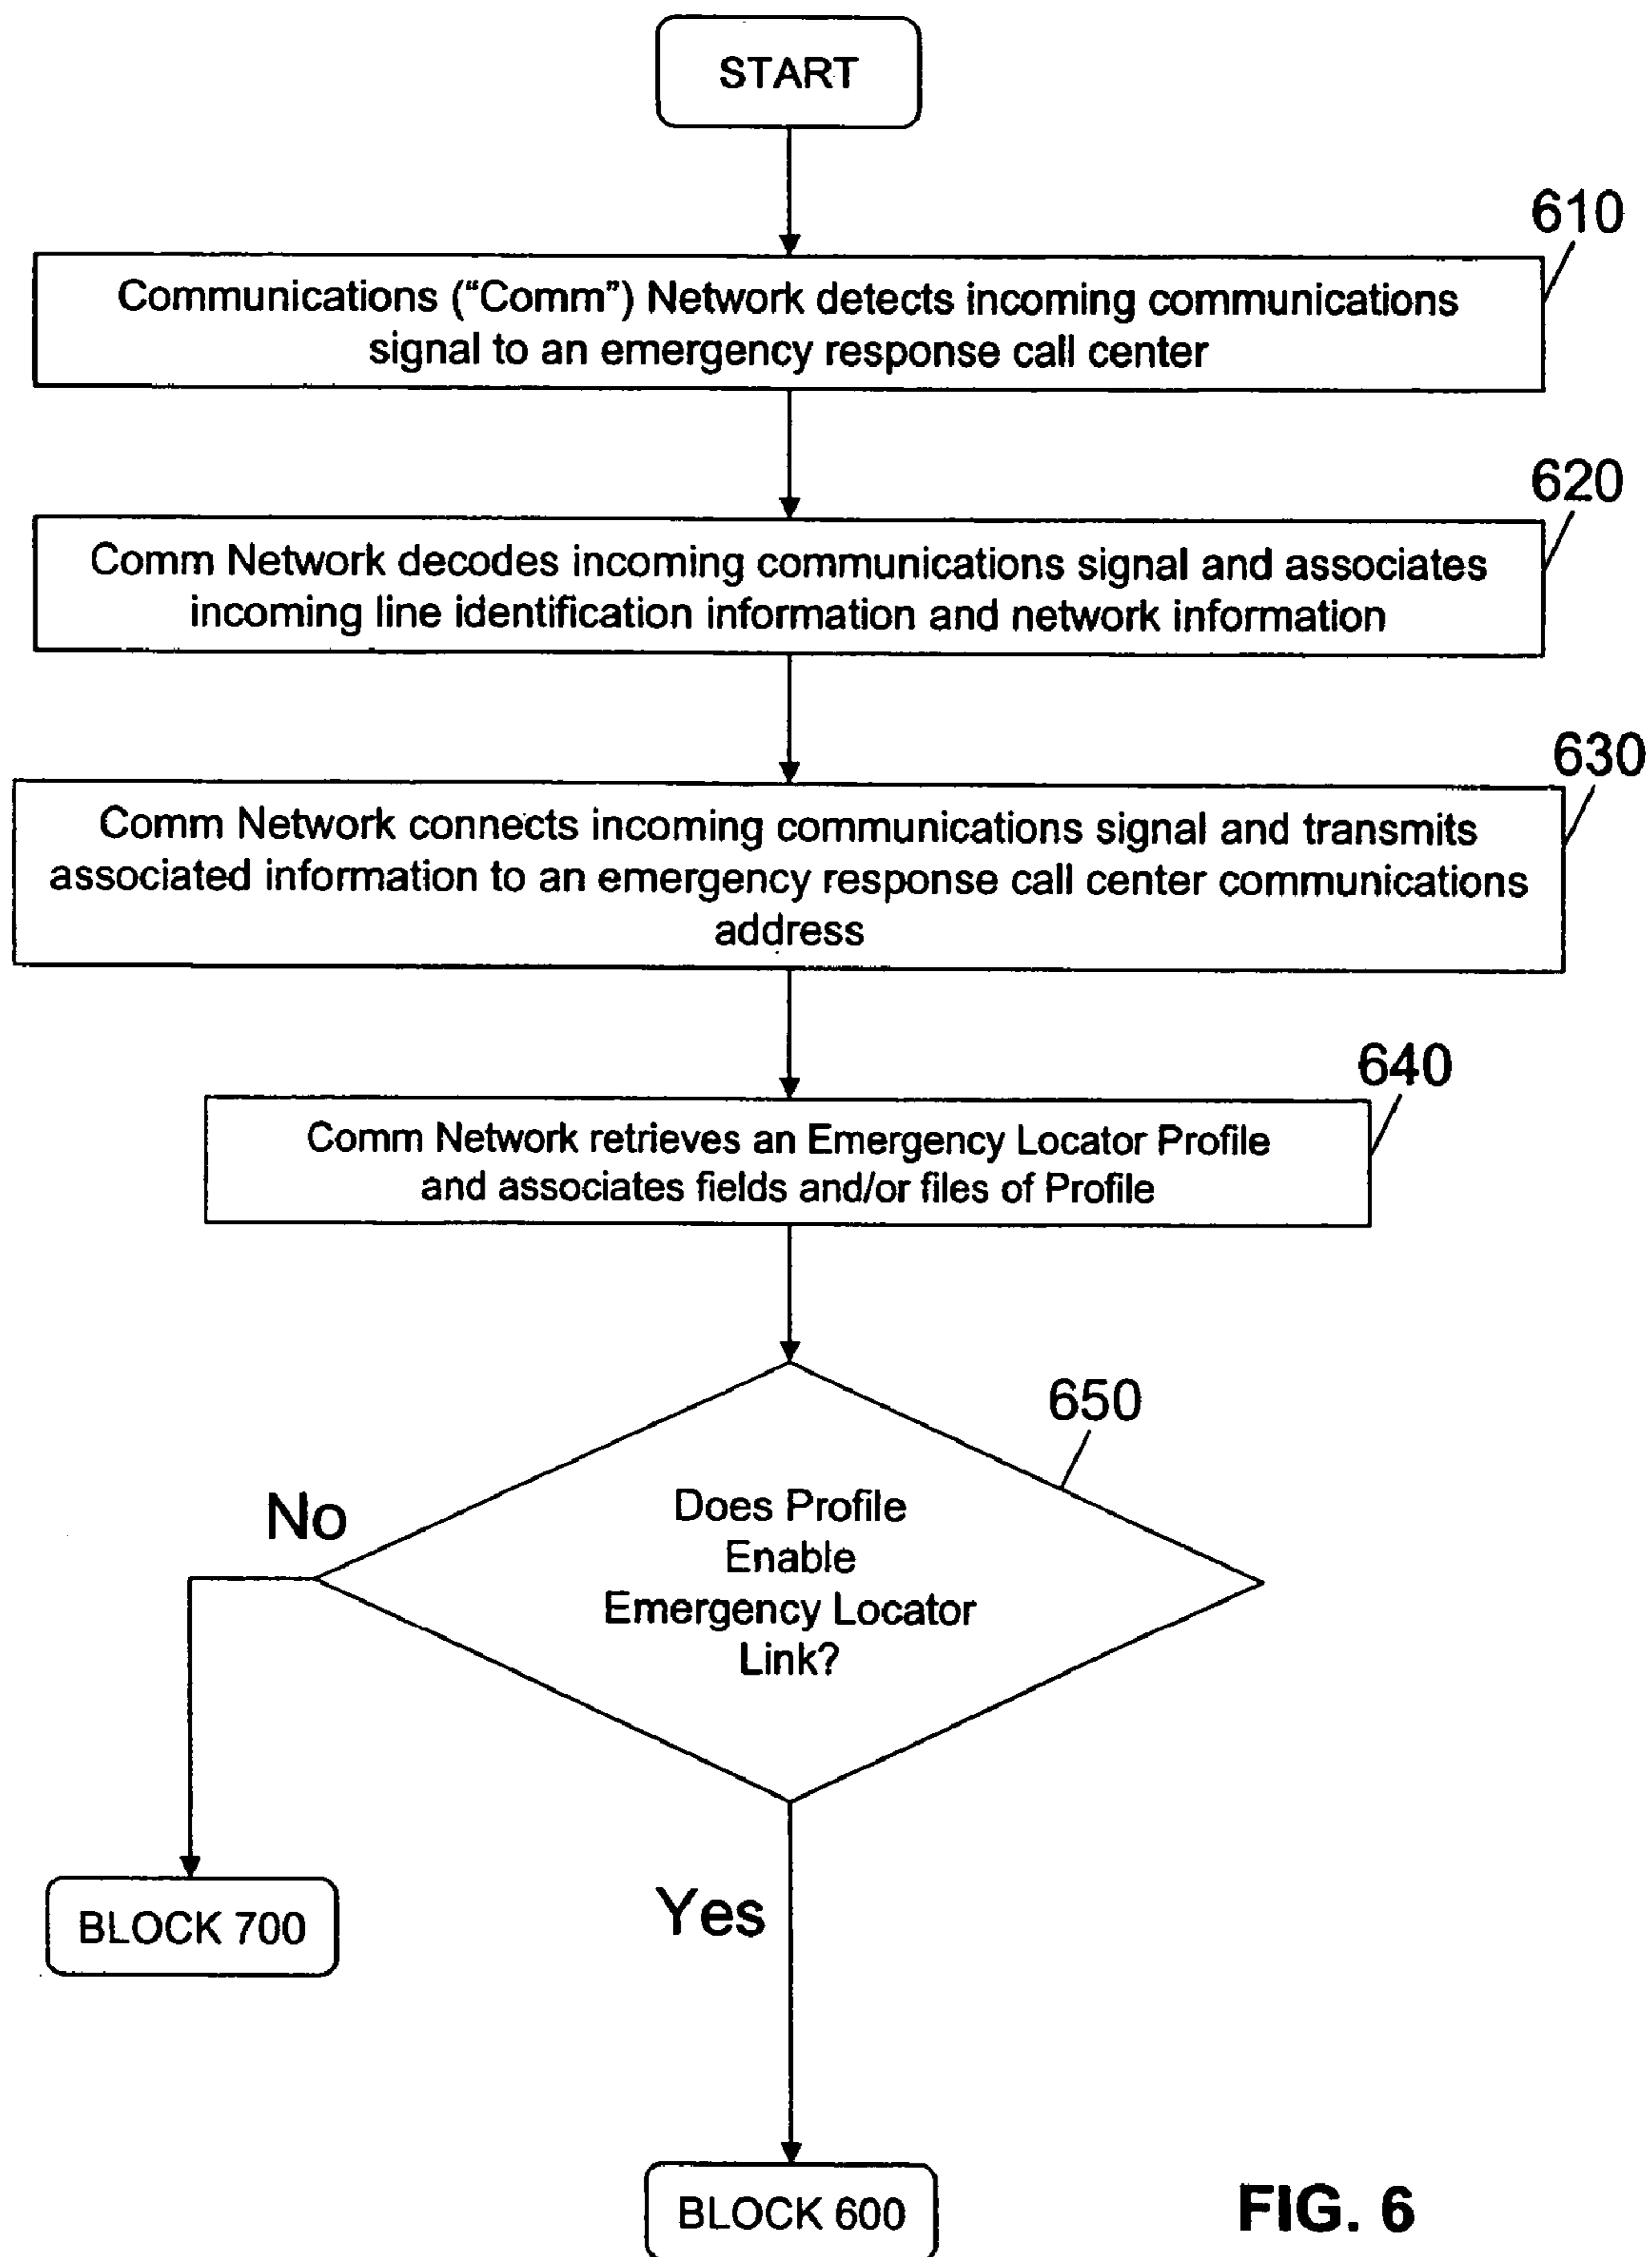 START
610
Communications (“Comm”) Network detects incoming communications
signal to an emergency response call center
620
Comm Network decodes incoming communications signal and associates
incoming line identification information and network information
630
Comm Network connects incoming communications signal and transmits
associated information to an emergency response call center communications
address
640
Comm Network retrieves an Emergency Locator Profile
and associates fields and/or files of Profile
650
Does Profile
Enable
Emergency Locator
Link?
No
BLOCK 700
Yes
BLOCK 600
FIG. 6